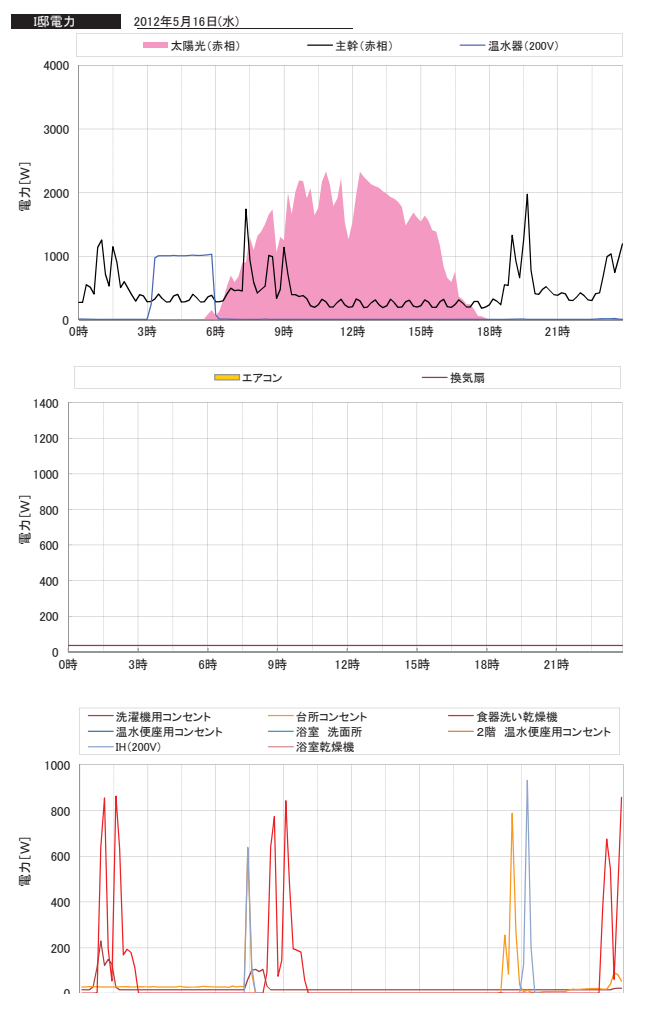 I邸電力 2012年5月16日(水)
太陽光(赤相) 主幹(赤相) 温水器(200V)
4000
3000
2000
1000
0
電力[W]
0時 3時 6時 9時 12時 15時 18時 21時
エアコン 換気扇
1400
1200
1000
800
600
400
200
0
電力[W]
0時 3時 6時 9時 12時 15時 18時 21時
洗濯機用コンセント 台所コンセント 食器洗い乾燥機
温水便座用コンセント 浴室 洗面所 2階 温水便座用コンセント
IH(200V) 浴室乾燥機
1000
800
600
400
200
0
電力[W]